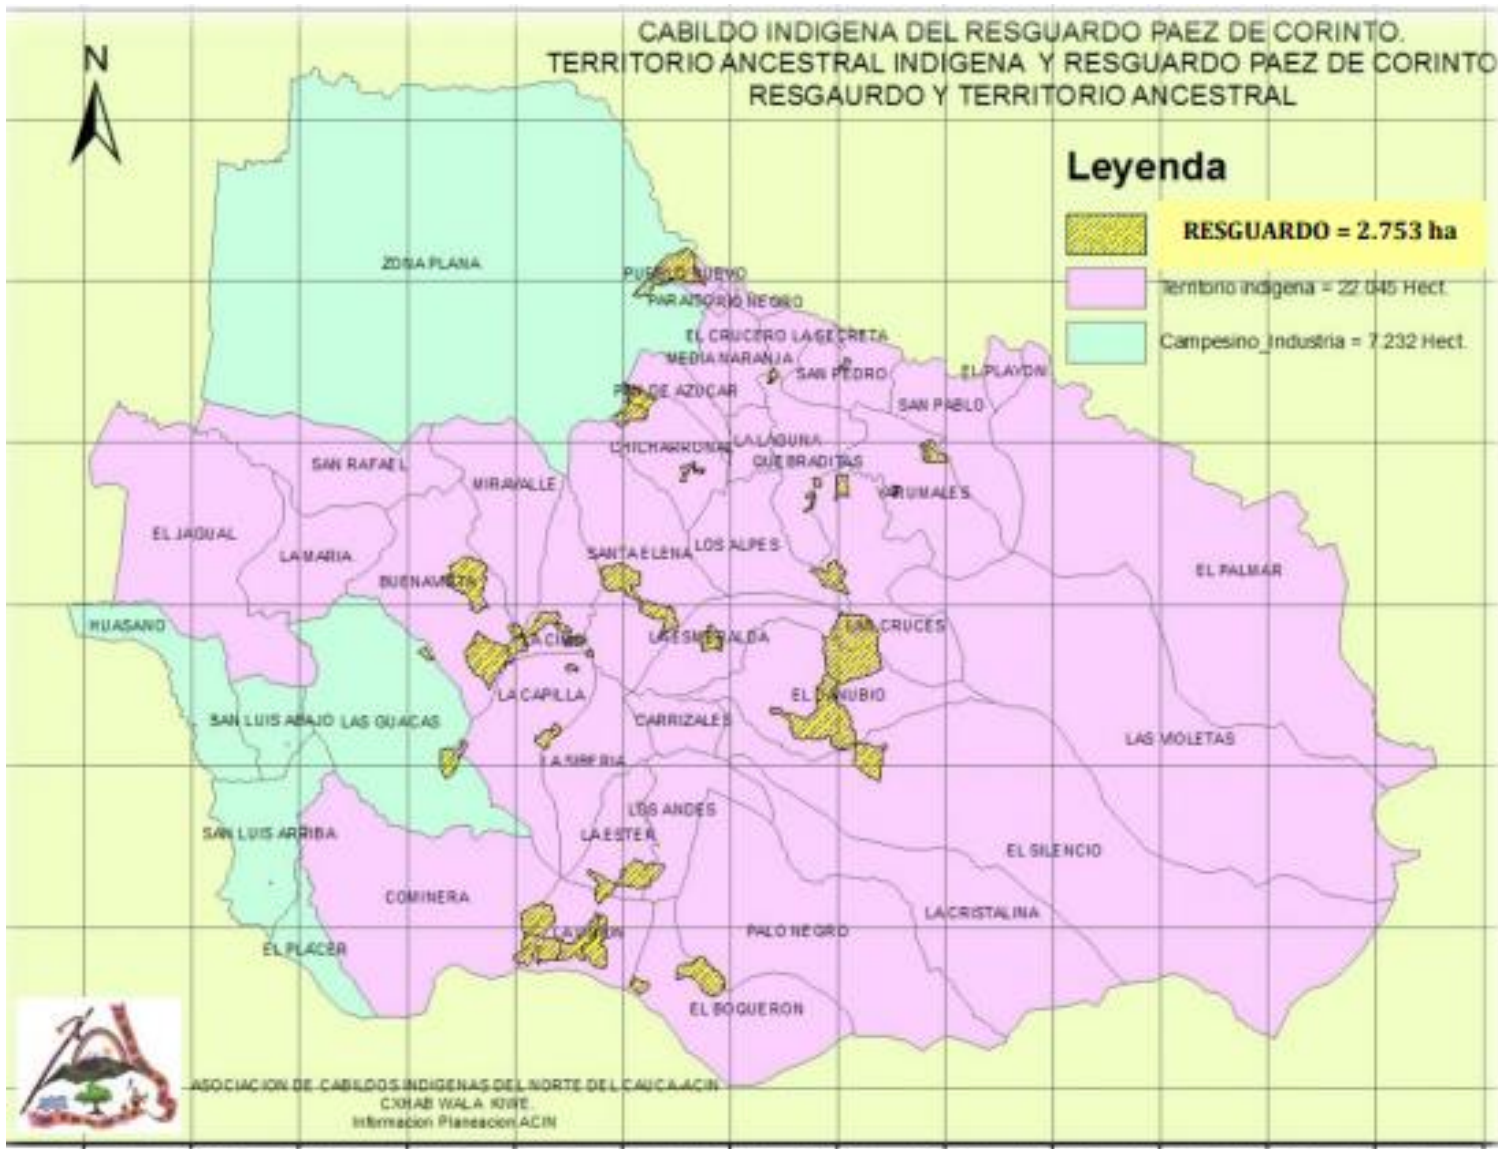 CABILDO INDIGENA DEL RESGUARDO PAEZ DE CORINTO.
TERRITORIO ANCESTRAL INDIGENA Y RESGUARDO PAEZ DE CORINTO
RESGAURDO Y TERRITORIO ANCESTRAL
N
Leyenda
RESGUARDO = 2.753 ha
Territorio indigena = 22.045 Hect.
Campesino_Industria = 7.232 Hect.
ZONA PLANA
PUEBLO NUEVO
PARAISO RIO NEGRO
EL CRUCERO LA SECRETA
MEDIA NARANJA
SAN PEDRO
EL PLAYON
PAN DE AZUCAR
SAN PABLO
CHICHARRONAL
LA LAGUNA
SAN RAFAEL
QUEBRADITAS
MIRAVALLE
YARUMALES
EL JAGUAL
LA MARIA
SANTA ELENA
LOS ALPES
EL PALMAR
BUENAVISTA
HUASANO
LA CIMA
LA ESMERALDA
LAS CRUCES
LA CAPILLA
EL DANUBIO
SAN LUIS ABAJO
LAS GUACAS
CARRIZALES
LAS VIOLETAS
LA SIBERIA
LOS ANDES
SAN LUIS ARRIBA
LA ESTER
EL SILENCIO
COMINERA
LA CRISTALINA
LA UNION
PALO NEGRO
EL PLACER
EL BOQUERON
ASOCIACION DE CABILDOS INDIGENAS DEL NORTE DEL CAUCA-ACIN
CXHAB WALA KIWE.
Informacion Planeacion ACIN